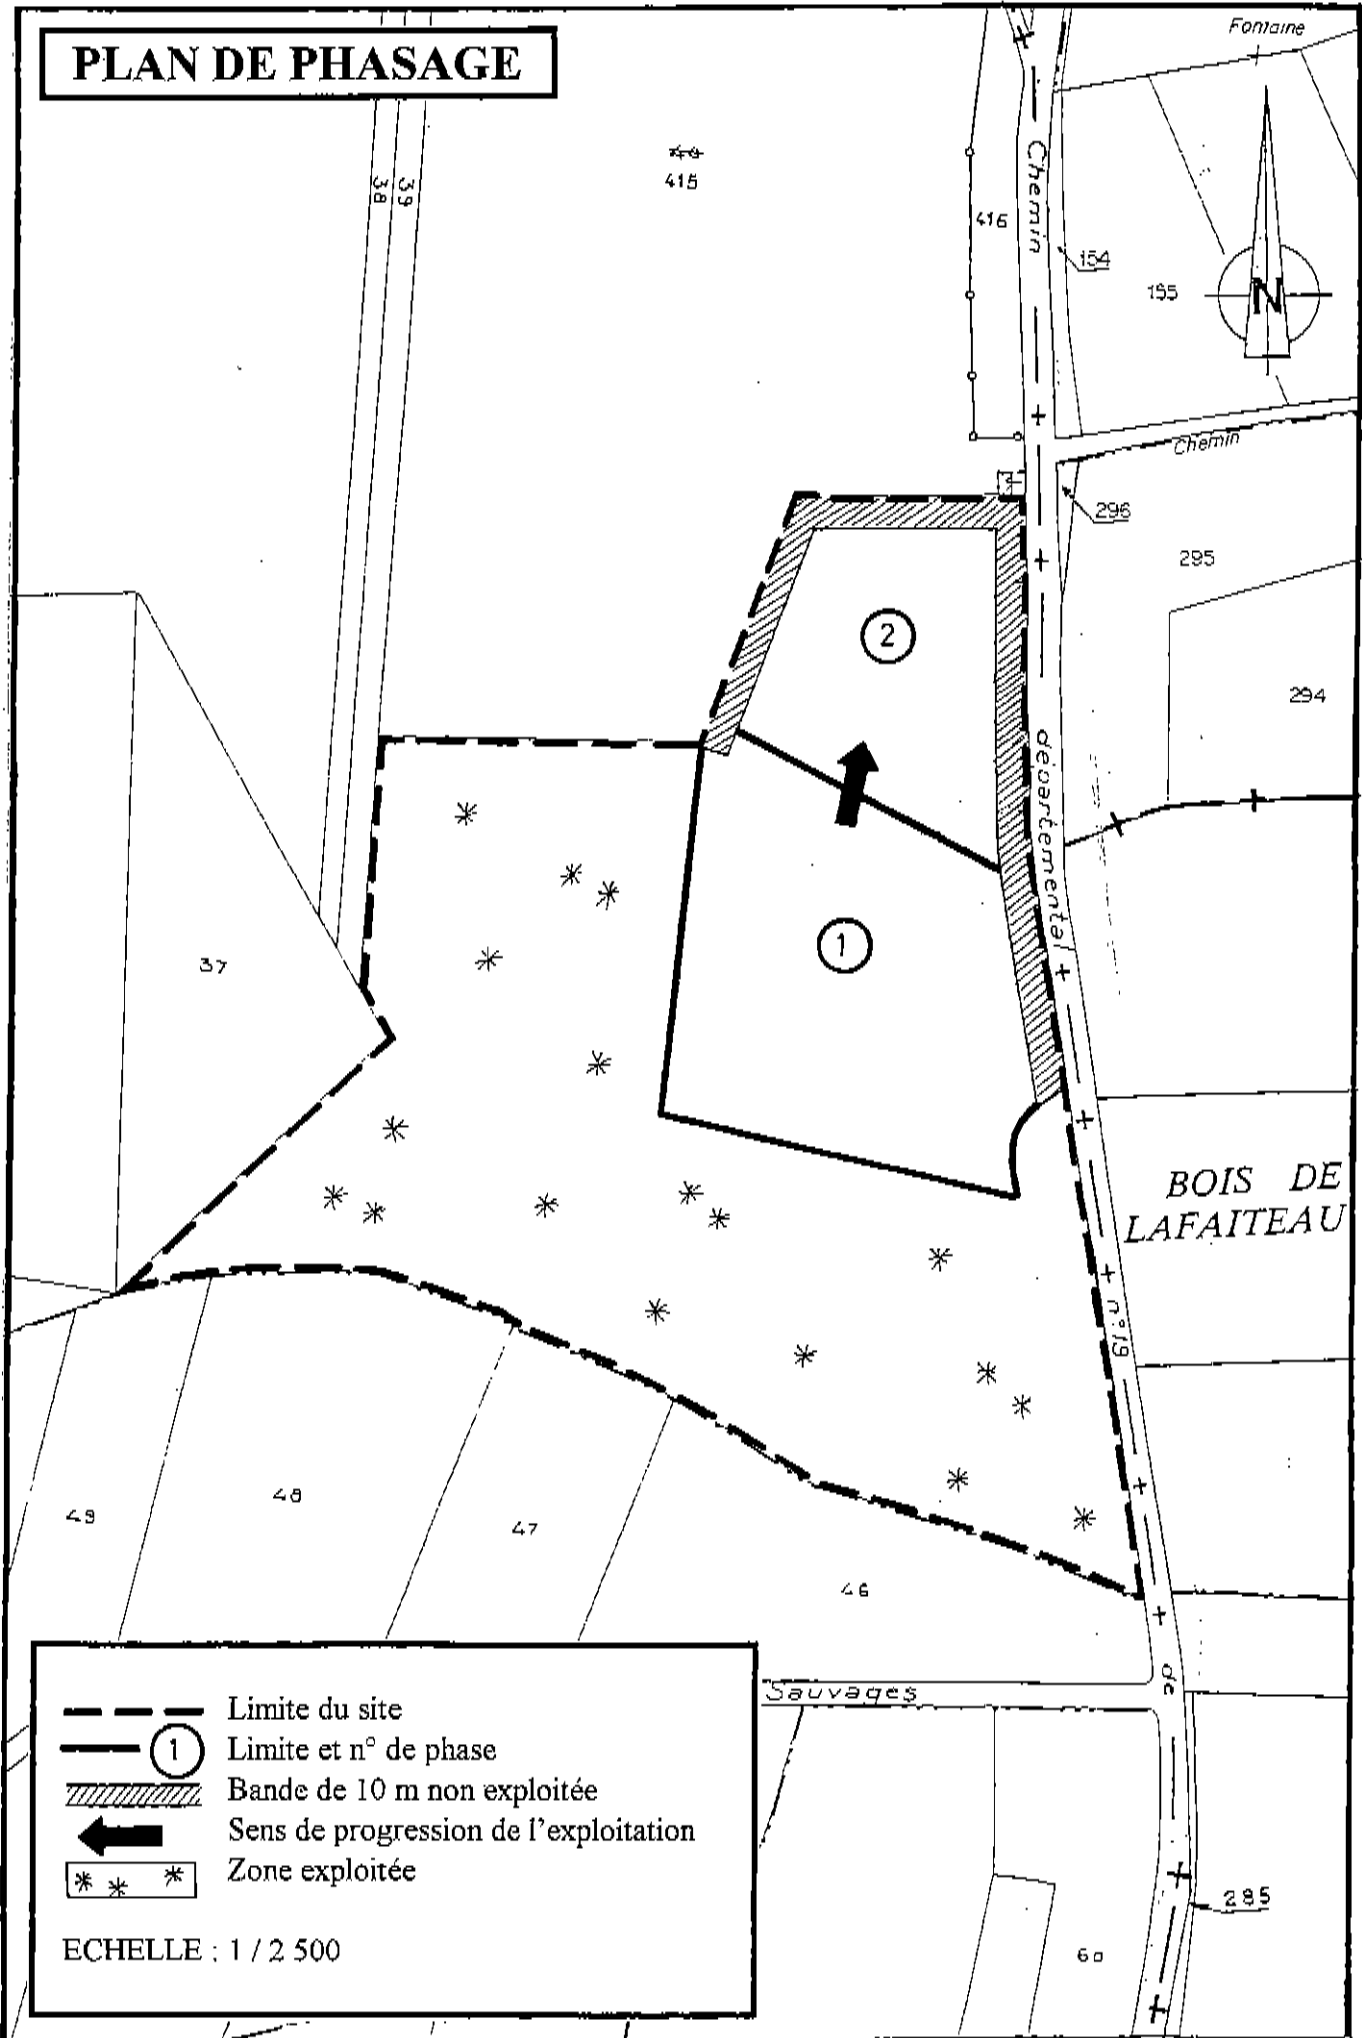 PLAN DE PHASAGE
Fontaine
39
38
415
416
Chemin
154
155
N
Chemin
296
295
2
294
départemental
37
1
BOIS DE
LAFAITEAU
n°19
49
48
47
46
de
Sauvages
Limite du site
1 Limite et n° de phase
Bande de 10 m non exploitée
Sens de progression de l'exploitation
Zone exploitée
ECHELLE : 1 / 2 500
285